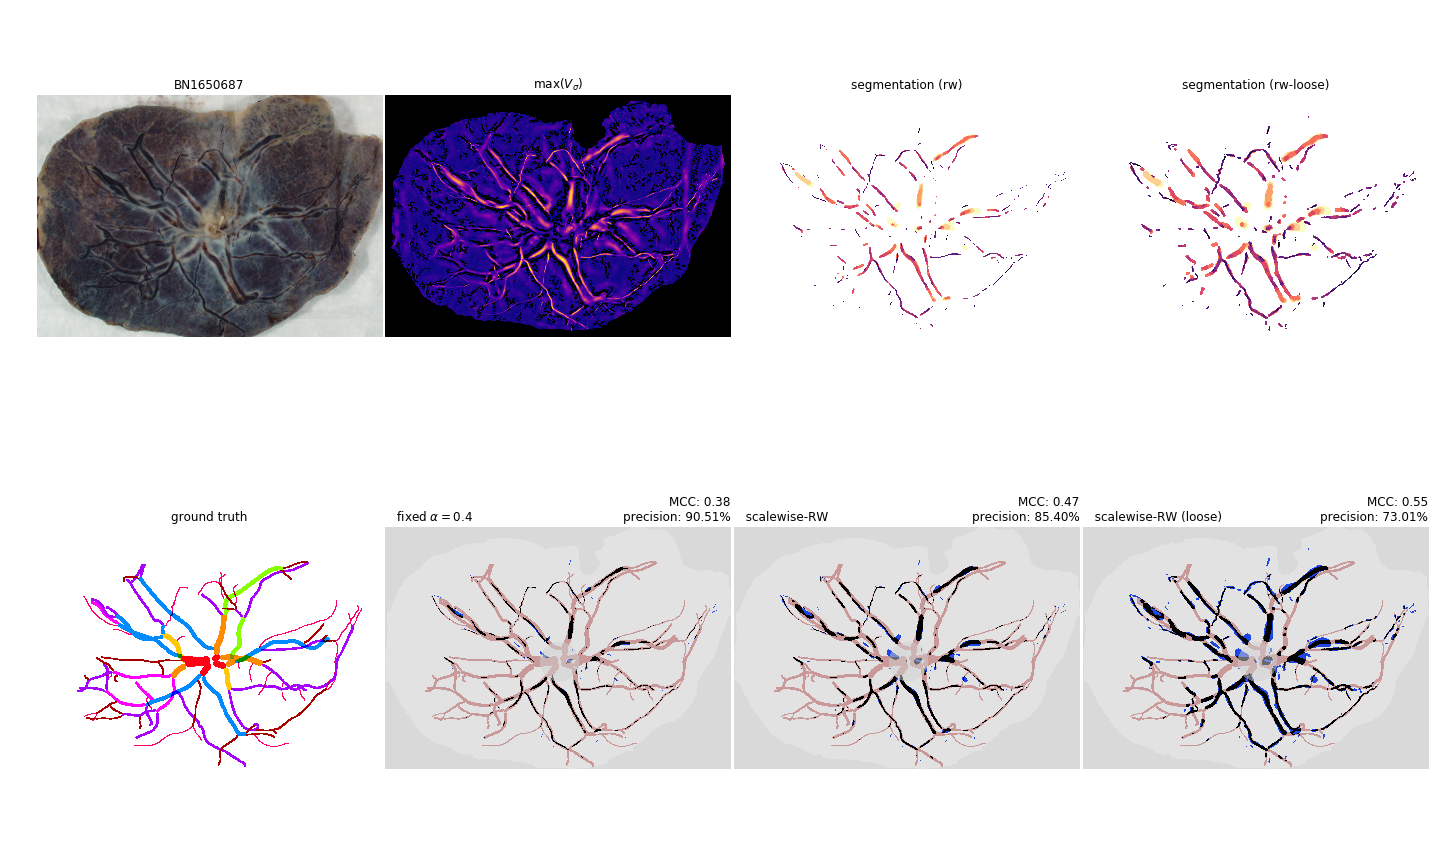 BN1650687
max(V_σ)
segmentation (rw)
segmentation (rw-loose)
ground truth
fixed α = 0.4
MCC: 0.38
precision: 90.51%
scalewise-RW
MCC: 0.47
precision: 85.40%
scalewise-RW (loose)
MCC: 0.55
precision: 73.01%